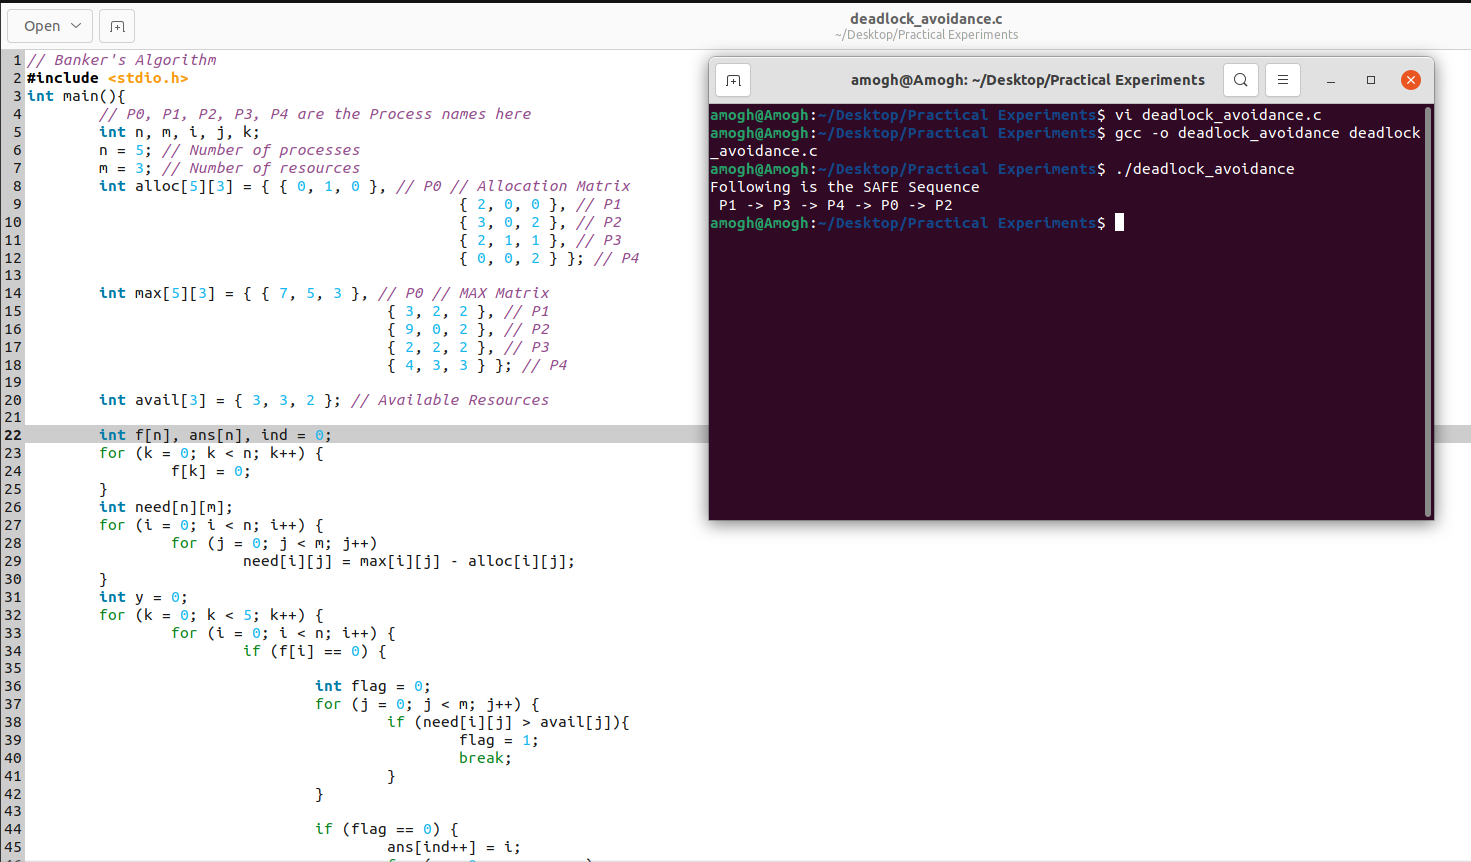 Open
deadlock_avoidance.c
~/Desktop/Practical Experiments
1 // Banker's Algorithm
2 #include <stdio.h>
3 int main(){
4 // P0, P1, P2, P3, P4 are the Process names here
5 int n, m, i, j, k;
6 n = 5; // Number of processes
7 m = 3; // Number of resources
8 int alloc[5][3] = { { 0, 1, 0 }, // P0 // Allocation Matrix
9 { 2, 0, 0 }, // P1
10 { 3, 0, 2 }, // P2
11 { 2, 1, 1 }, // P3
12 { 0, 0, 2 } }; // P4
13
14 int max[5][3] = { { 7, 5, 3 }, // P0 // MAX Matrix
15 { 3, 2, 2 }, // P1
16 { 9, 0, 2 }, // P2
17 { 2, 2, 2 }, // P3
18 { 4, 3, 3 } }; // P4
19
20 int avail[3] = { 3, 3, 2 }; // Available Resources
21
22 int f[n], ans[n], ind = 0;
23 for (k = 0; k < n; k++) {
24 f[k] = 0;
25 }
26 int need[n][m];
27 for (i = 0; i < n; i++) {
28 for (j = 0; j < m; j++)
29 need[i][j] = max[i][j] - alloc[i][j];
30 }
31 int y = 0;
32 for (k = 0; k < 5; k++) {
33 for (i = 0; i < n; i++) {
34 if (f[i] == 0) {
35
36 int flag = 0;
37 for (j = 0; j < m; j++) {
38 if (need[i][j] > avail[j]){
39 flag = 1;
40 break;
41 }
42 }
43
44 if (flag == 0) {
45 ans[ind++] = i;
amogh@Amogh: ~/Desktop/Practical Experiments
amogh@Amogh:~/Desktop/Practical Experiments$ vi deadlock_avoidance.c
amogh@Amogh:~/Desktop/Practical Experiments$ gcc -o deadlock_avoidance deadlock
_avoidance.c
amogh@Amogh:~/Desktop/Practical Experiments$ ./deadlock_avoidance
Following is the SAFE Sequence
P1 -> P3 -> P4 -> P0 -> P2
amogh@Amogh:~/Desktop/Practical Experiments$